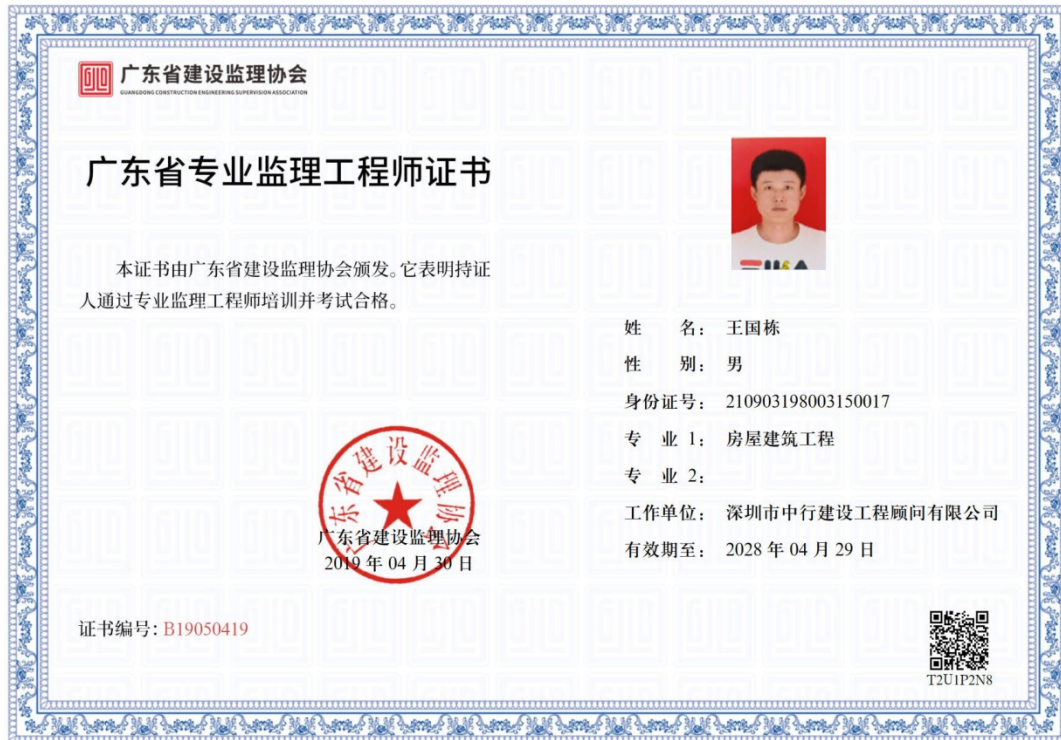 广东省建设监理协会
GUANGDONG CONSTRUCTION ENGINEERING SUPERVISION ASSOCIATION
广东省专业监理工程师证书
本证书由广东省建设监理协会颁发。它表明持证
人通过专业监理工程师培训并考试合格。
姓 名： 王国栋
性 别： 男
身份证号： 210903198003150017
专 业 1： 房屋建筑工程
专 业 2：
工作单位： 深圳市中行建设工程顾问有限公司
有效期至： 2028 年 04 月 29 日
广东省建设监理协会
广东省建设监理协会
2019 年 04 月 30 日
证书编号：B19050419
T2U1P2N8